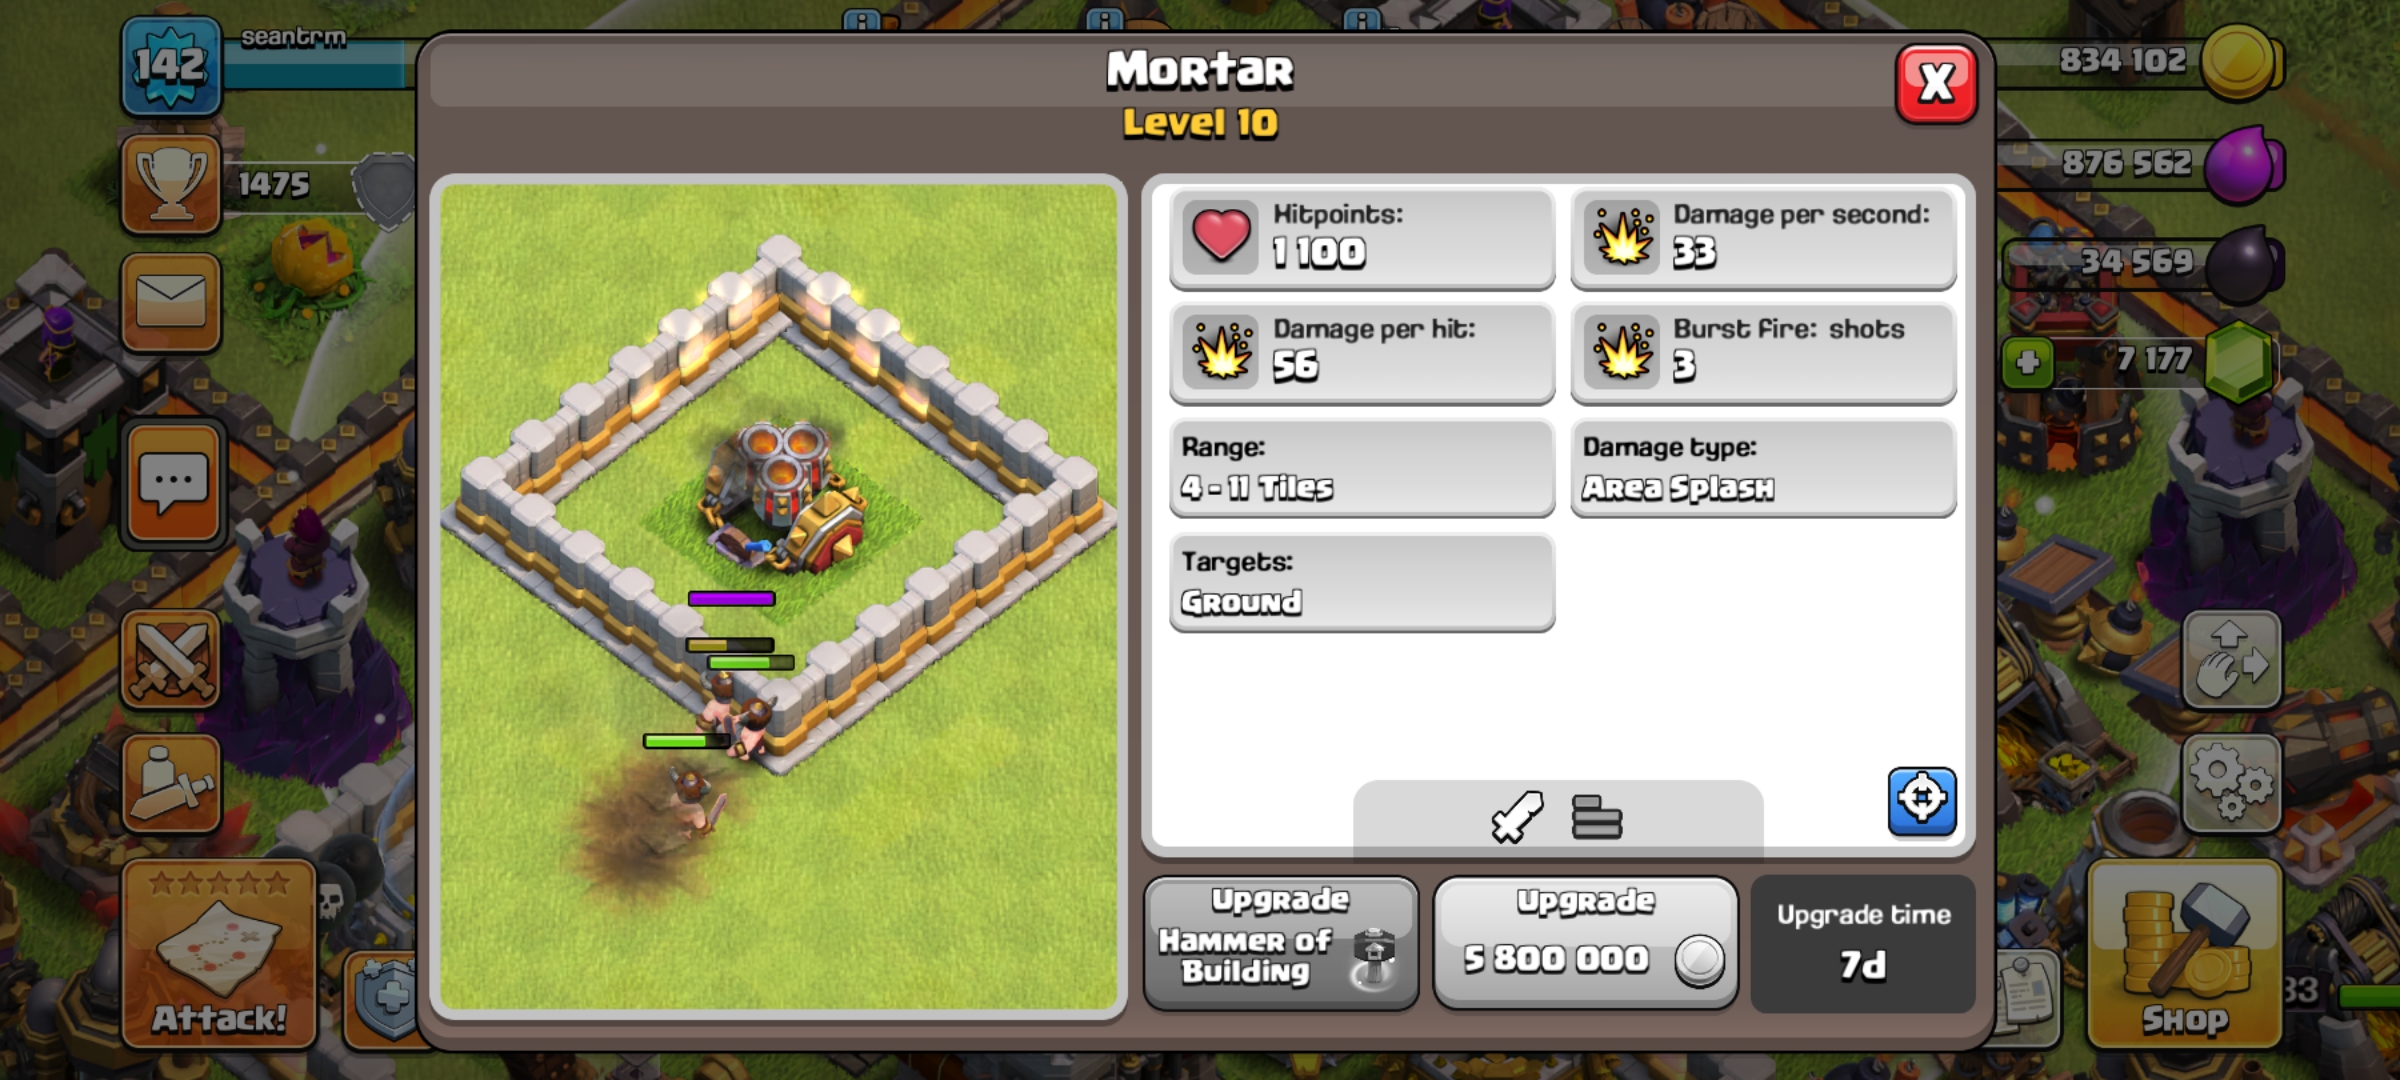 142
seantrm
1475
Attack!
Mortar
Level 10
X
Hitpoints:
1 100
Damage per second:
33
Damage per hit:
56
Burst fire: shots
3
Range:
4 - 11 Tiles
Damage type:
Area Splash
Targets:
Ground
Upgrade
Hammer of
Building
Upgrade
5 800 000
Upgrade time
7d
834 102
876 562
34 569
7 177
33
Shop